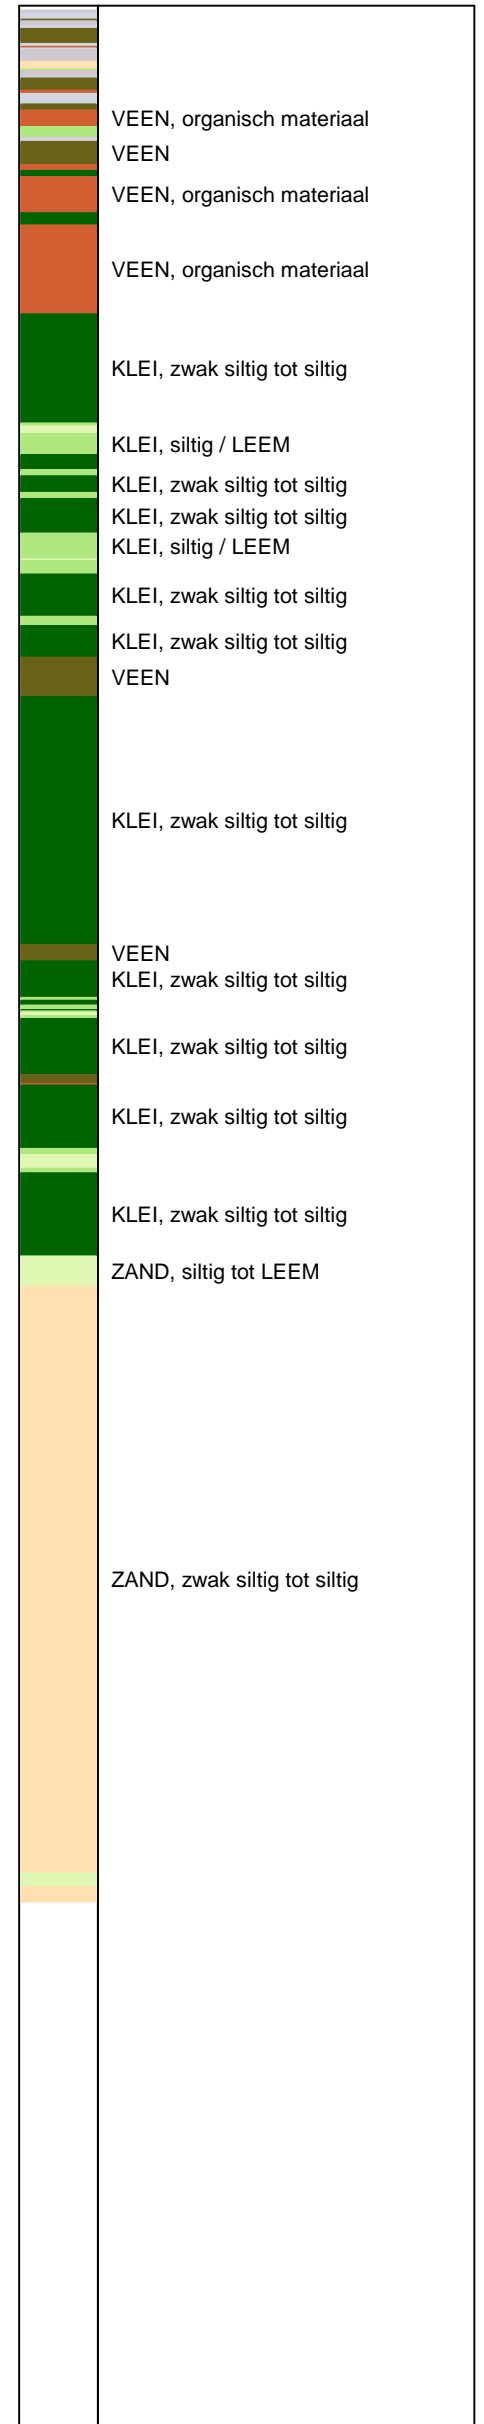 VEEN, organisch materiaal
VEEN
VEEN, organisch materiaal
VEEN, organisch materiaal
KLEI, zwak siltig tot siltig
KLEI, siltig / LEEM
KLEI, zwak siltig tot siltig
KLEI, zwak siltig tot siltig
KLEI, siltig / LEEM
KLEI, zwak siltig tot siltig
KLEI, zwak siltig tot siltig
VEEN
KLEI, zwak siltig tot siltig
VEEN
KLEI, zwak siltig tot siltig
KLEI, zwak siltig tot siltig
KLEI, zwak siltig tot siltig
KLEI, zwak siltig tot siltig
ZAND, siltig tot LEEM
ZAND, zwak siltig tot siltig